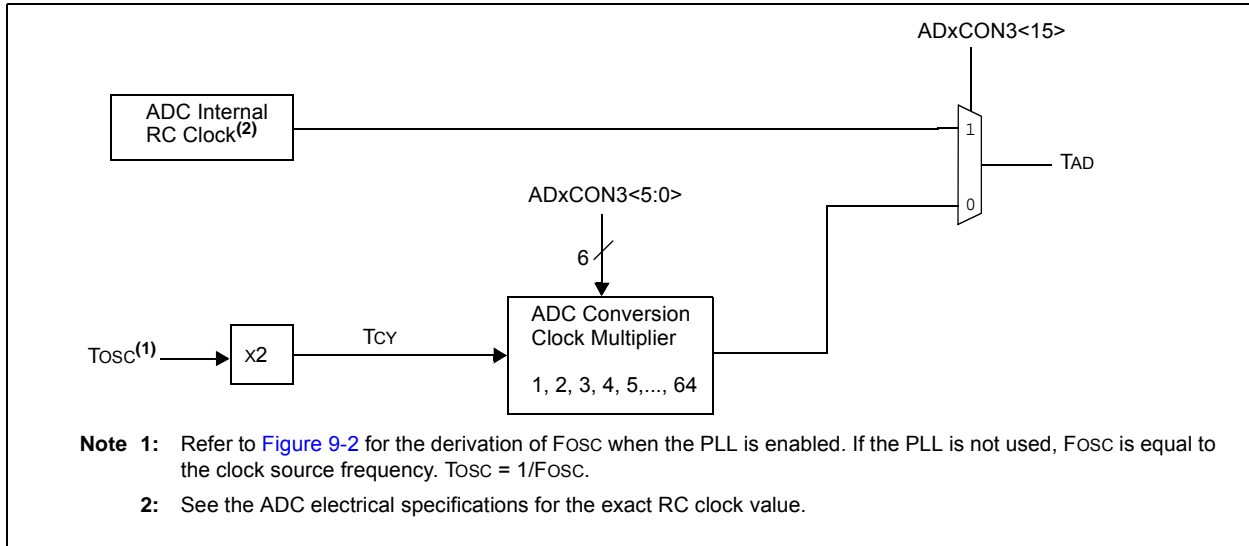 ADxCON3<15>
ADC Internal
RC Clock(2)
1
TAD
ADxCON3<5:0>
0
6
ADC Conversion
Clock Multiplier
TOSC(1)
X2
TCY
1, 2, 3, 4, 5,..., 64
Note 1: Refer to Figure 9-2 for the derivation of FOSC when the PLL is enabled. If the PLL is not used, FOSC is equal to
the clock source frequency. TOSC = 1/FOSC.
2: See the ADC electrical specifications for the exact RC clock value.